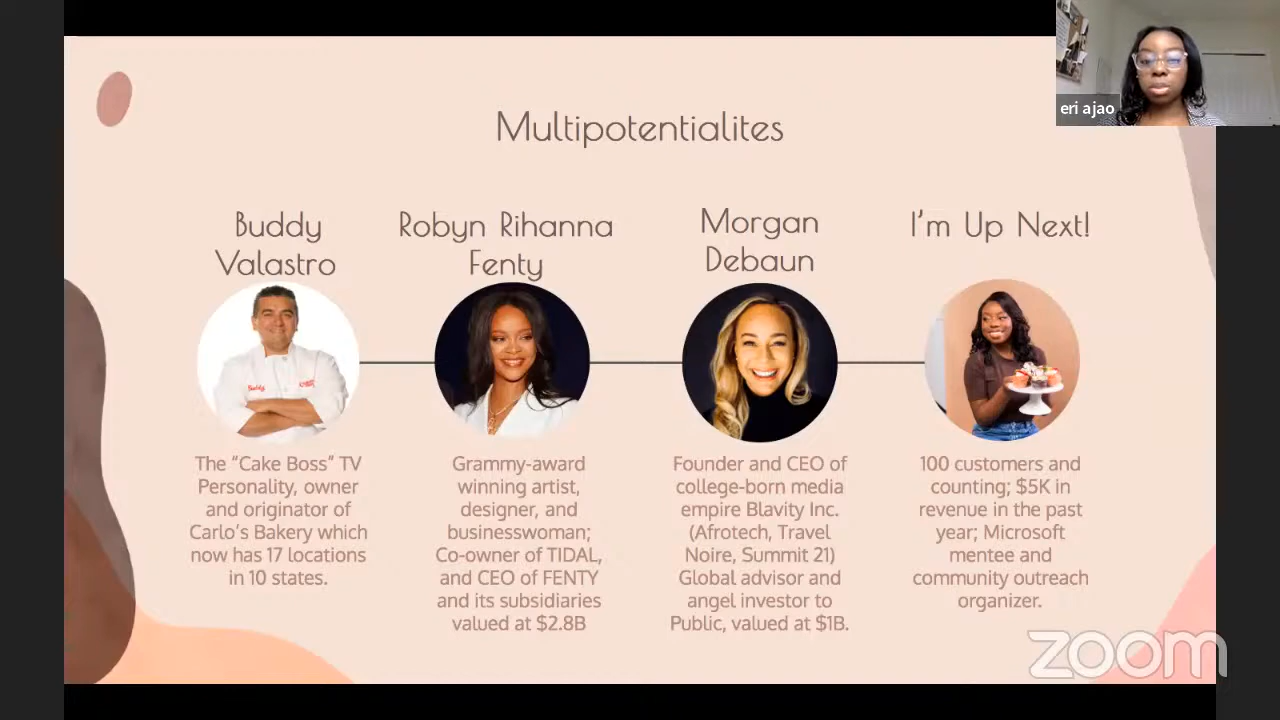 eri ajao
Multipotentialites
Buddy
Valastro
Robyn Rihanna
Fenty
Morgan
Debaun
I'm Up Next!
Buddy
The “Cake Boss” TV
Personality, owner
and originator of
Carlo's Bakery which
now has 17 locations
in 10 states.
Grammy-award
winning artist,
designer, and
businesswoman;
Co-owner of TIDAL,
and CEO of FENTY
and its subsidiaries
valued at $2.8B
Founder and CEO of
college-born media
empire Blavity Inc.
(Afrotech, Travel
Noire, Summit 21)
Global advisor and
angel investor to
Public, valued at $1B.
100 customers and
counting; $5K in
revenue in the past
year; Microsoft
mentee and
community outreach
organizer.
zoom